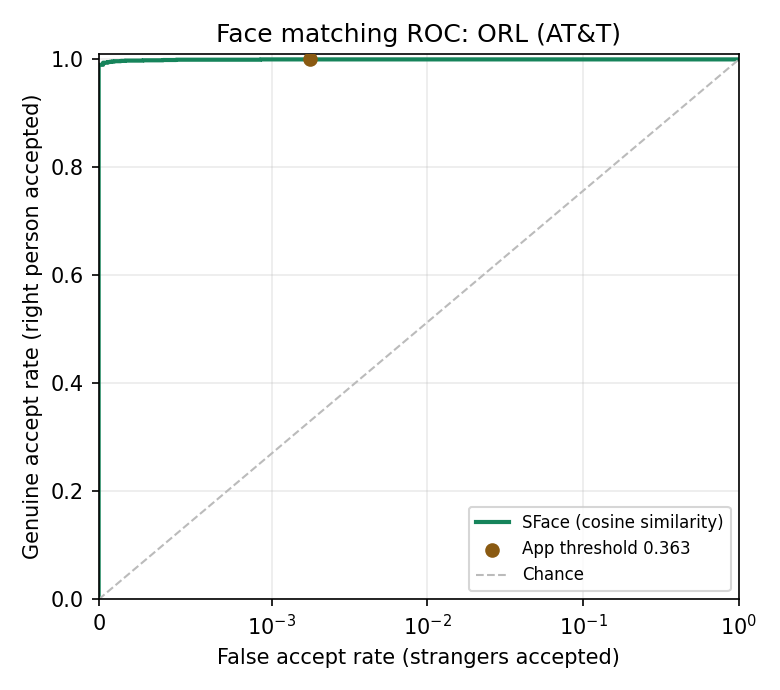 Face matching ROC: ORL (AT&T)
1.0
0.8
0.6
0.4
0.2
0.0
Genuine accept rate (right person accepted)
SFace (cosine similarity)
App threshold 0.363
Chance
0 10⁻³ 10⁻² 10⁻¹ 10⁰
False accept rate (strangers accepted)